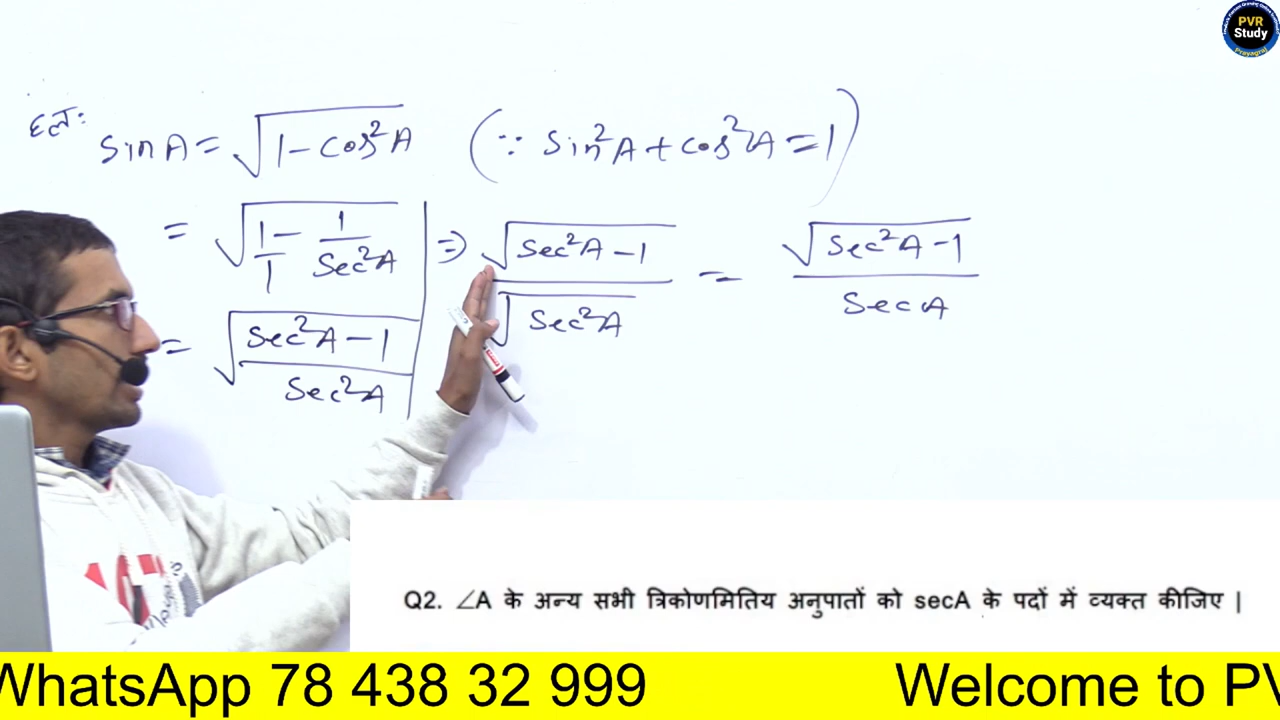 PVR
Study
Prayagraj
हल:
sin A = √(1 - cos²A) (∵ sin²A + cos²A = 1)
= √(1/1 - 1/sec²A) ⇒ √(sec²A - 1)/√(sec²A) = √(sec²A - 1)/sec A
= √((sec²A - 1)/sec²A)
Q2. ∠A के अन्य सभी त्रिकोणमितिय अनुपातों को secA के पदों में व्यक्त कीजिए |
WhatsApp 78 438 32 999 Welcome to PV